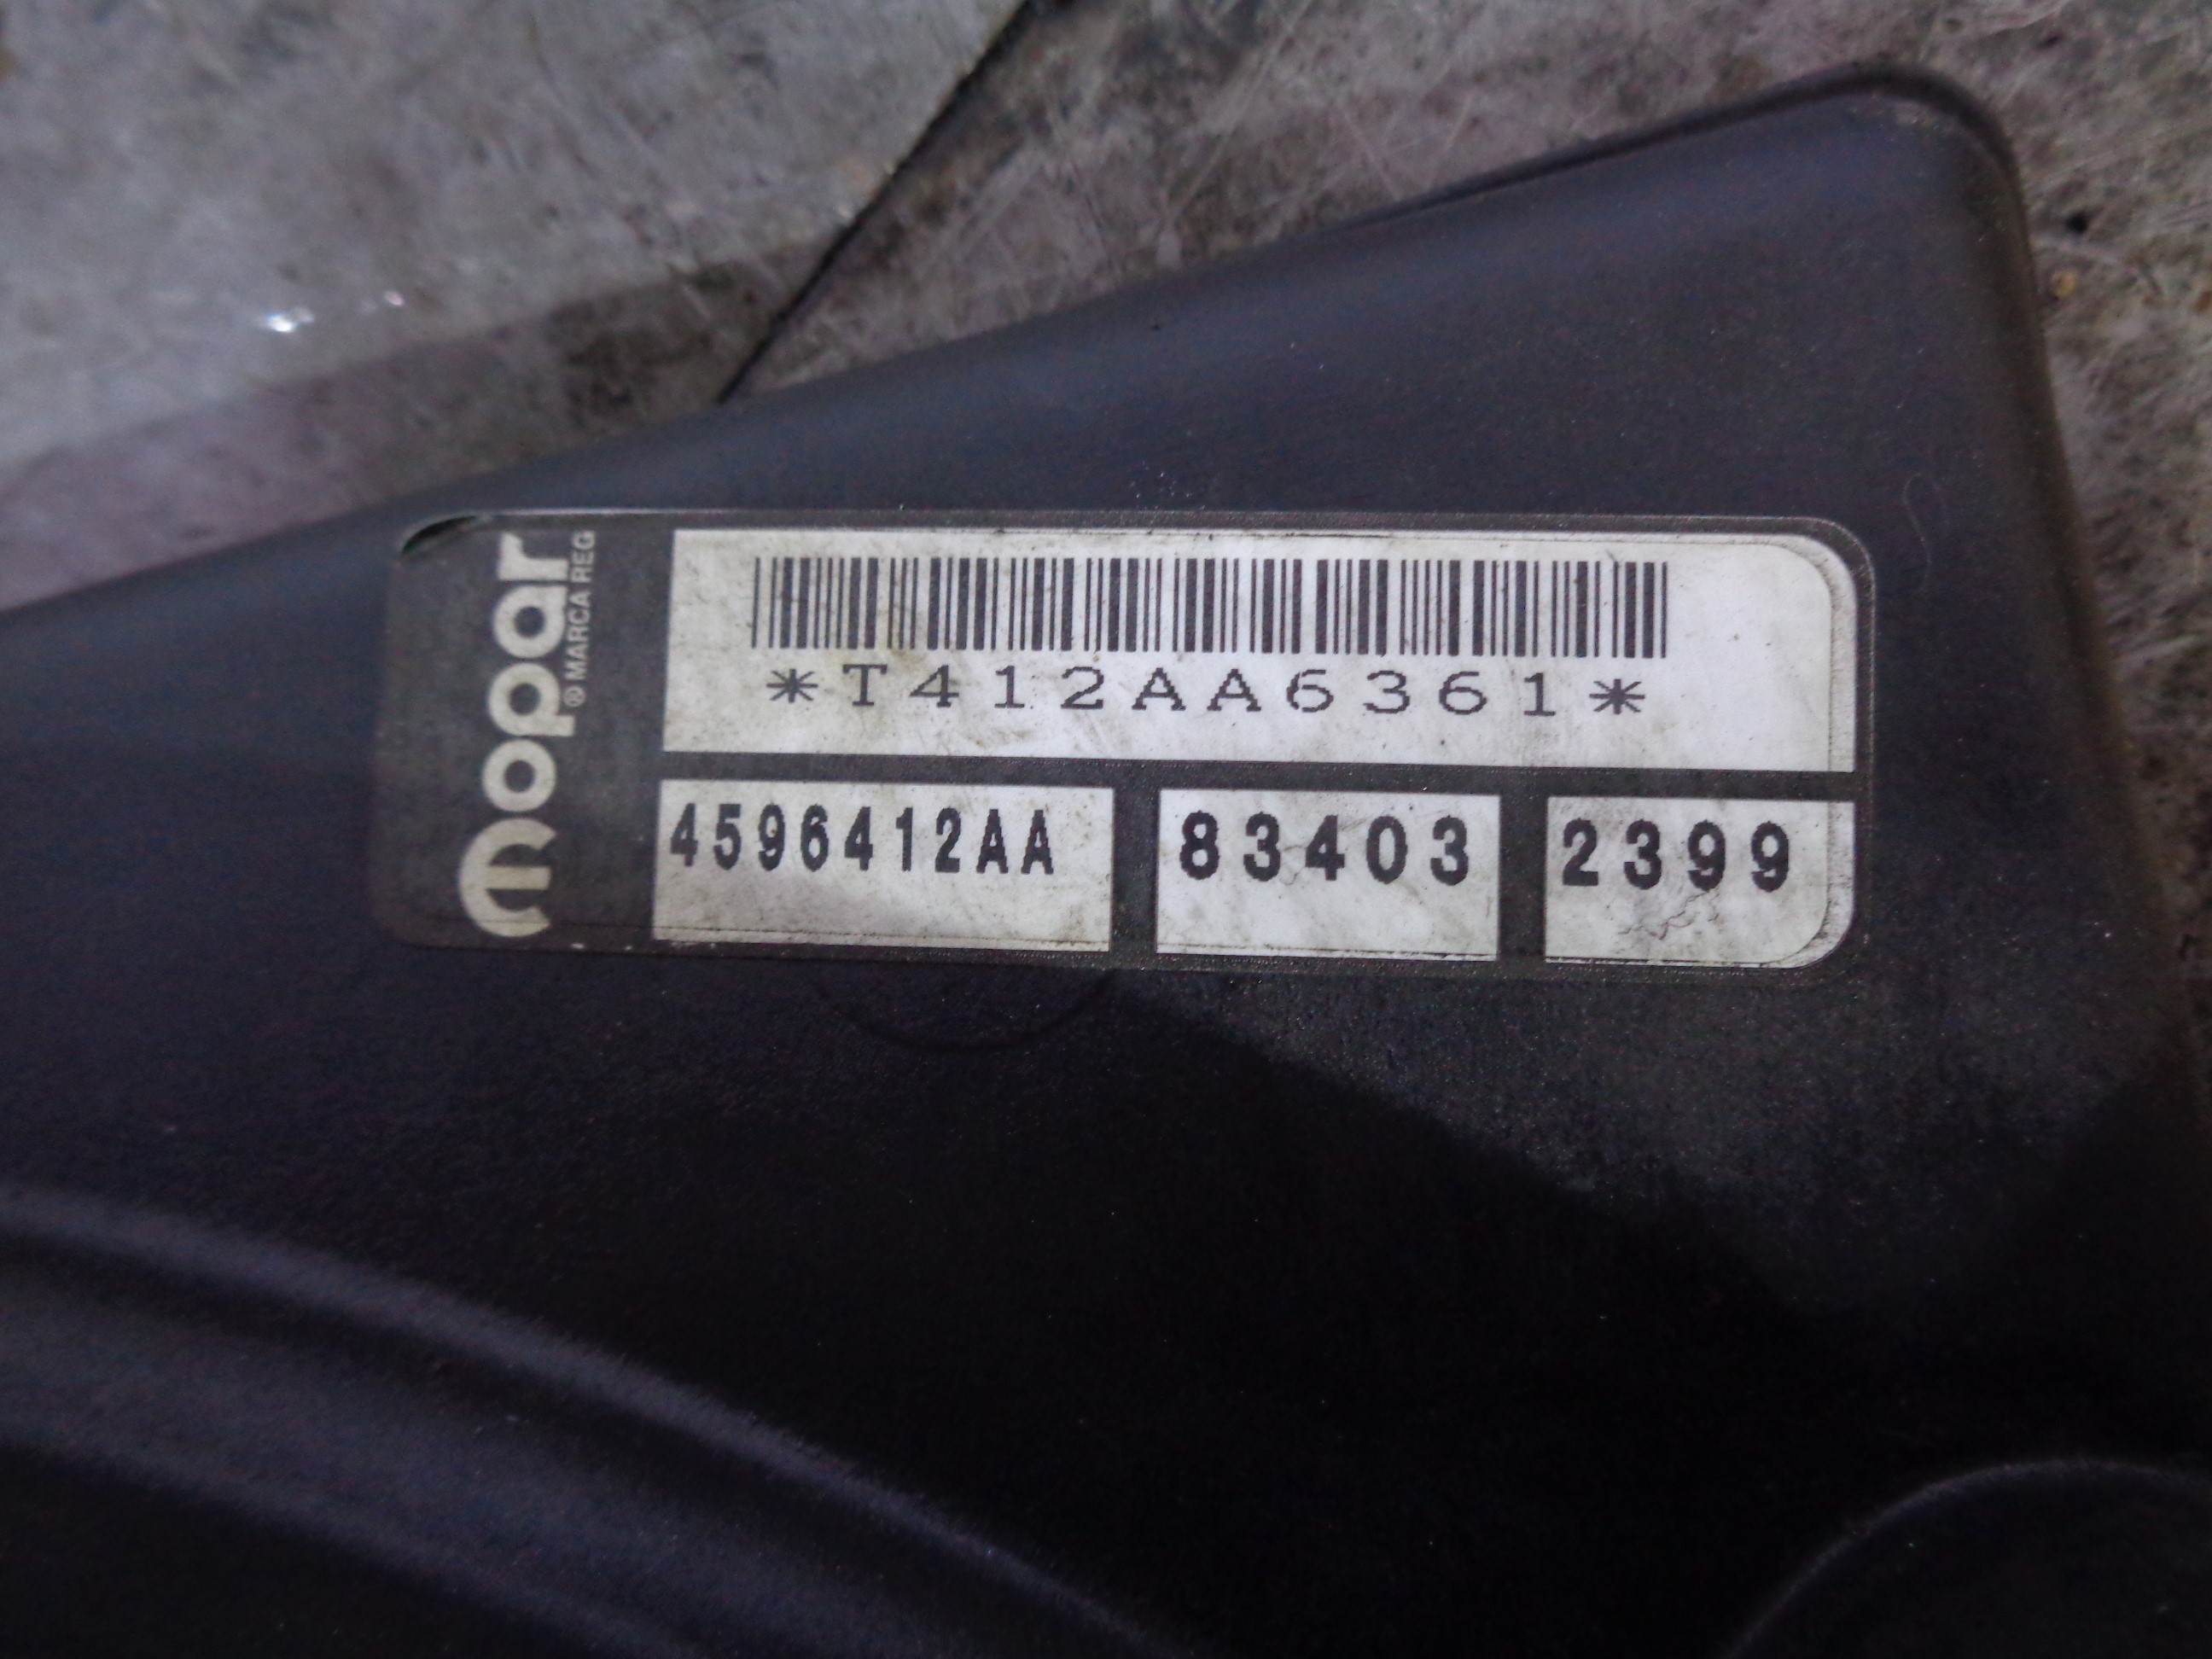 mopar
® MARCA REG
*T412AA6361*
4596412AA 83403 2399